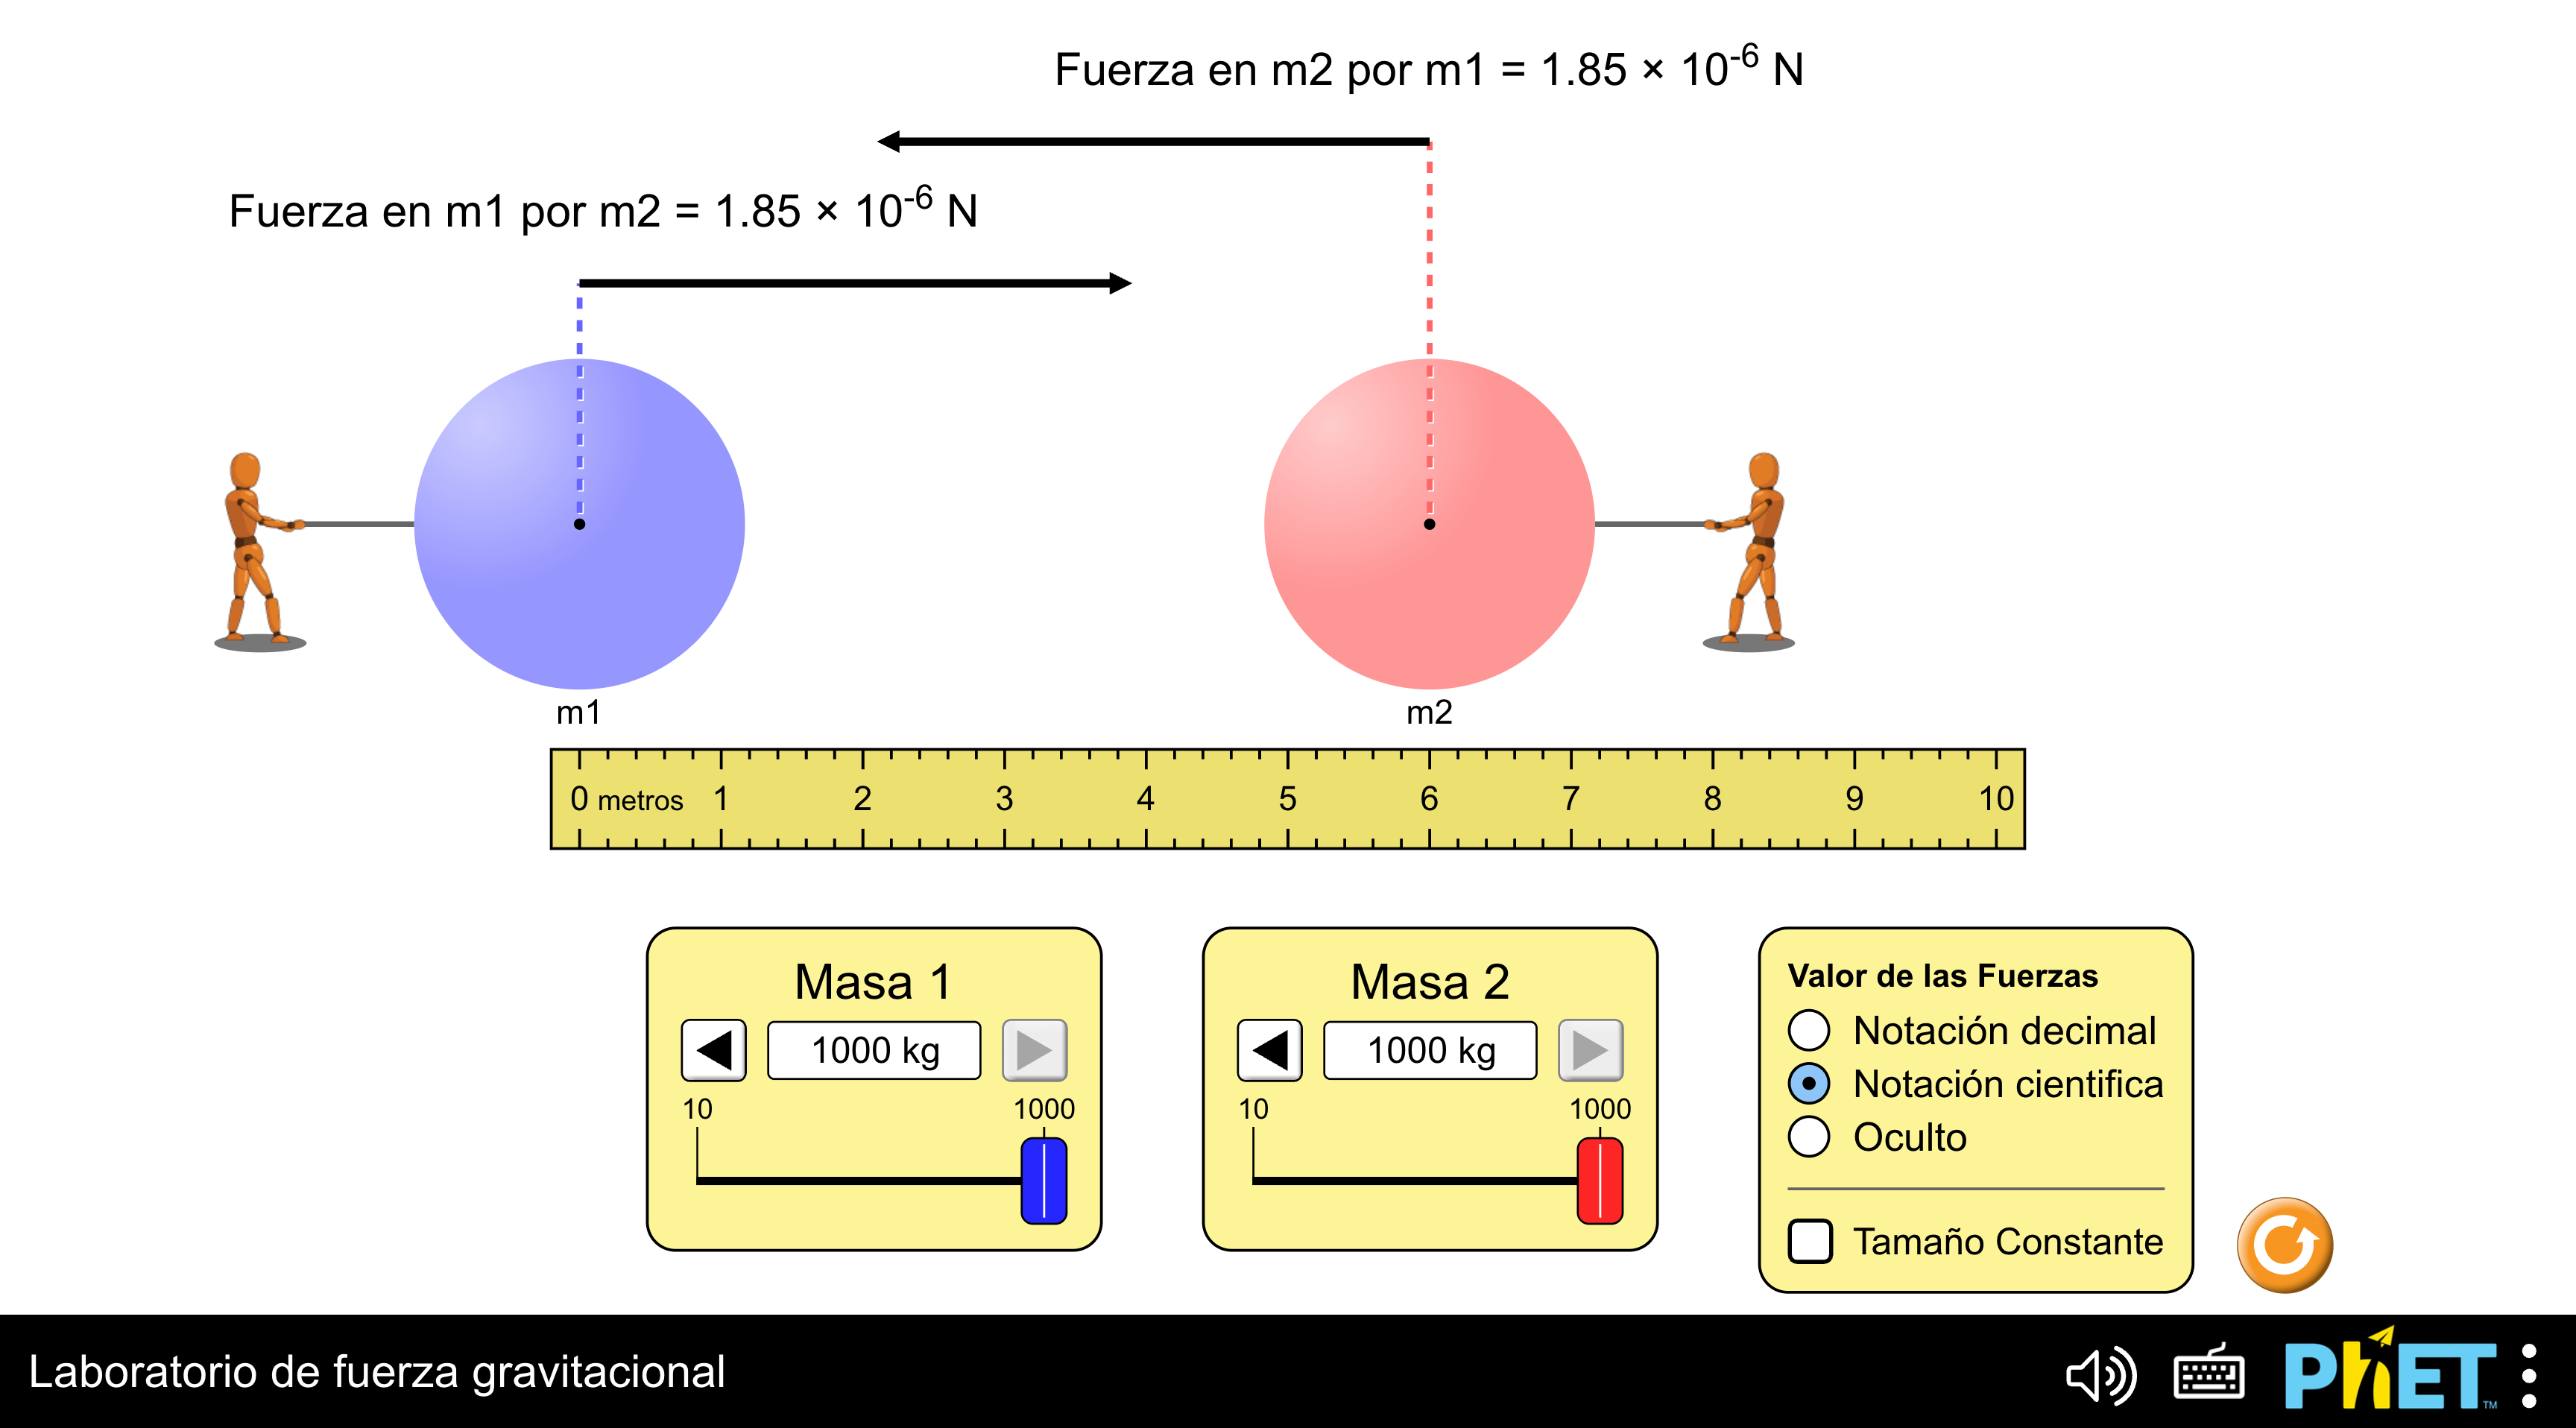 Fuerza en m2 por m1 = 1.85 × 10⁻⁶ N
Fuerza en m1 por m2 = 1.85 × 10⁻⁶ N
m1 m2
0 metros 1 2 3 4 5 6 7 8 9 10
Masa 1
1000 kg
10 1000
Masa 2
1000 kg
10 1000
Valor de las Fuerzas
Notación decimal
Notación cientifica
Oculto
Tamaño Constante
Laboratorio de fuerza gravitacional
PhET™